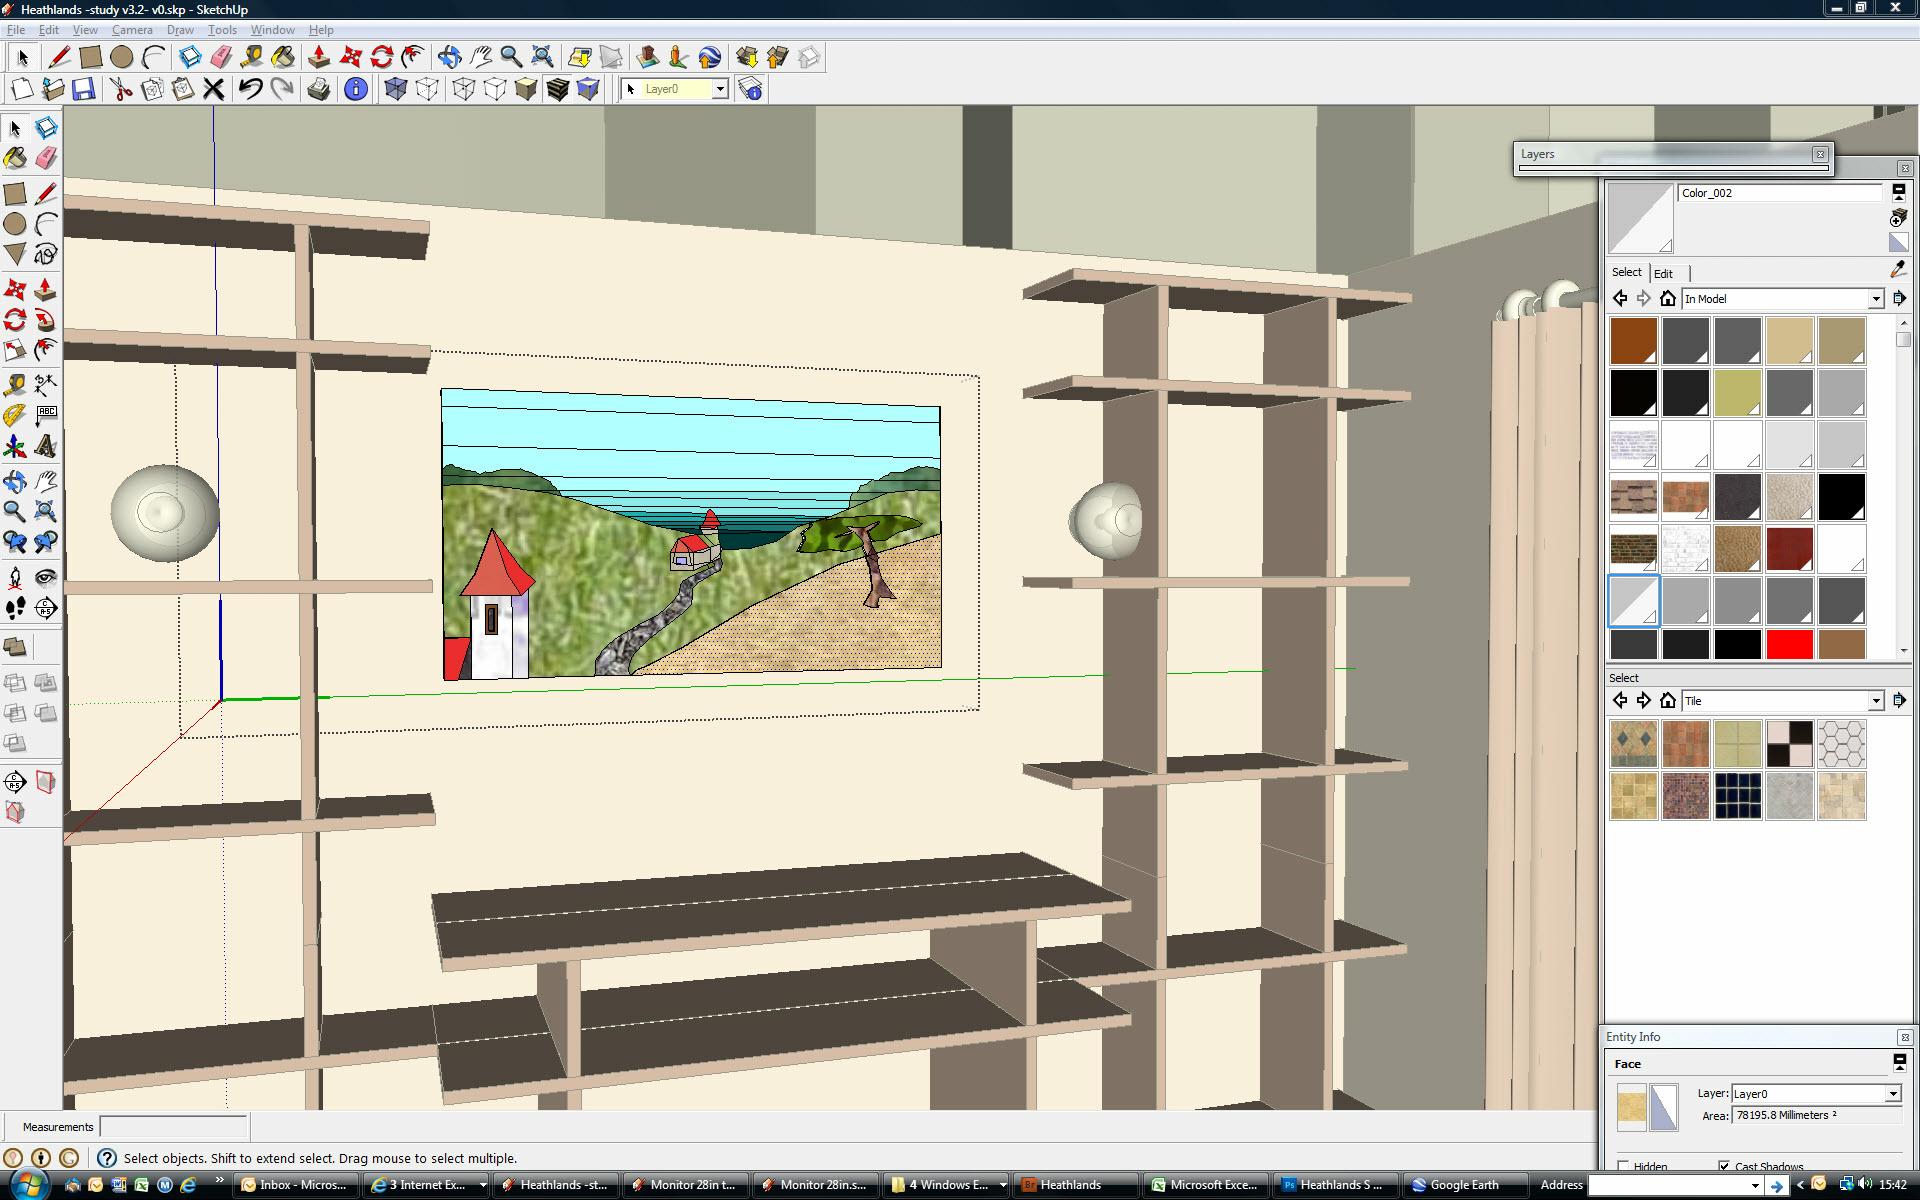 Heathlands -study v3.2- v0.skp - SketchUp
File Edit View Camera Draw Tools Window Help
Layer0
Layers
Color_002
Select Edit
In Model
ABC
Select
Tile
Entity Info
Face
Layer: Layer0
Area: 78195.8 Millimeters ²
Hidden Cast Shadows
Measurements
Select objects. Shift to extend select. Drag mouse to select multiple.
Inbox - Micros... 3 Internet Ex... Heathlands -st... Monitor 28in t... Monitor 28in.s... 4 Windows E... Heathlands Microsoft Exce... Heathlands S ... Google Earth Address 15:42